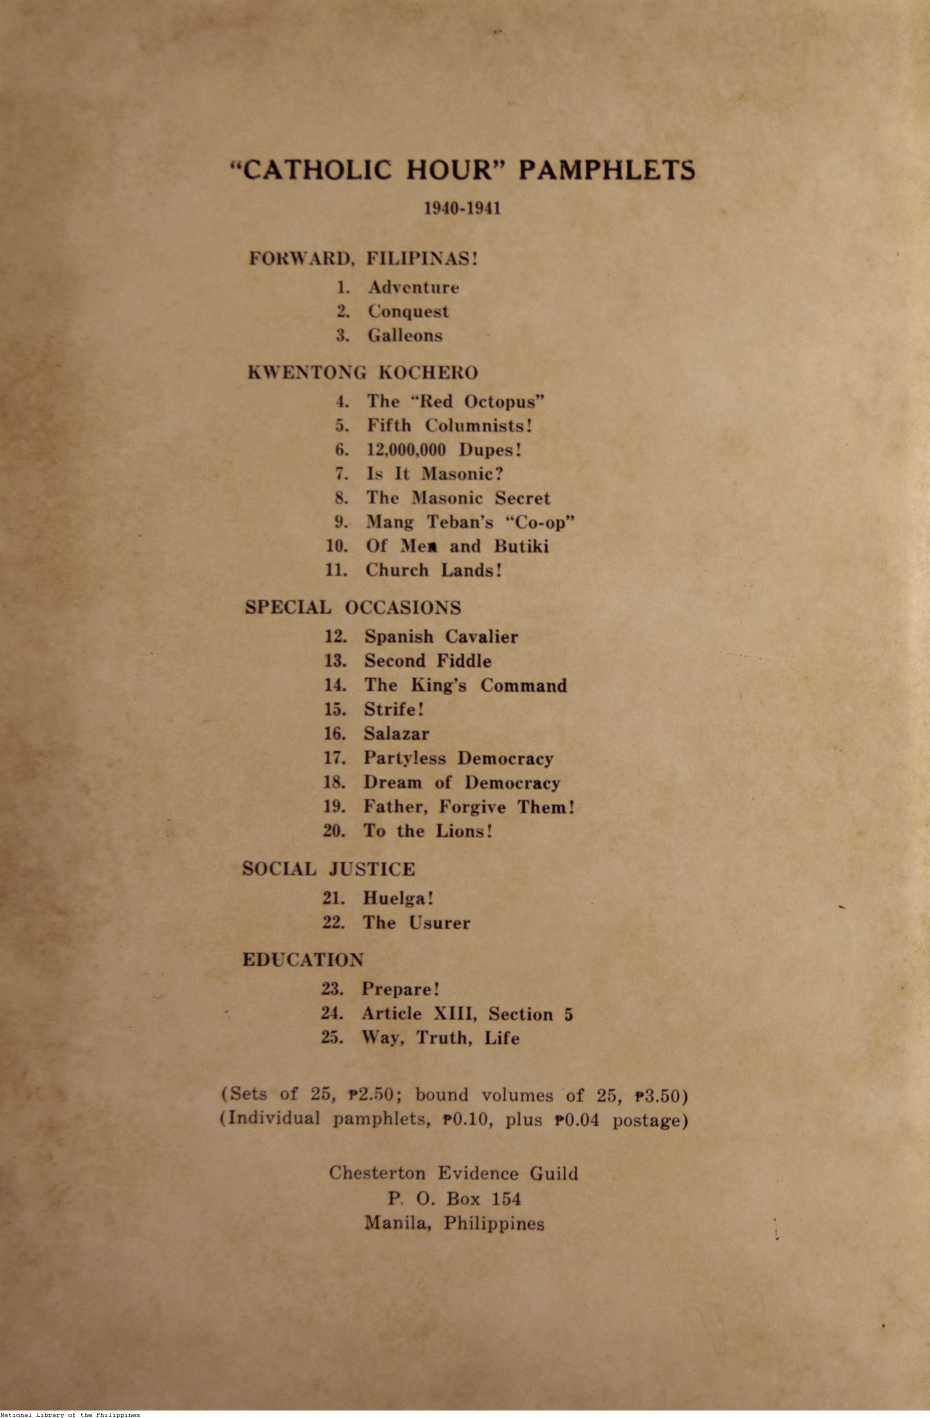 “CATHOLIC HOUR” PAMPHLETS
1940-1941
FORWARD, FILIPINAS!
1. Adventure
2. Conquest
3. Galleons
KWENTONG KOCHERO
4. The “Red Octopus”
5. Fifth Columnists!
6. 12,000,000 Dupes!
7. Is It Masonic?
8. The Masonic Secret
9. Mang Teban’s “Co-op”
10. Of Men and Butiki
11. Church Lands!
SPECIAL OCCASIONS
12. Spanish Cavalier
13. Second Fiddle
14. The King’s Command
15. Strife!
16. Salazar
17. Partyless Democracy
18. Dream of Democracy
19. Father, Forgive Them!
20. To the Lions!
SOCIAL JUSTICE
21. Huelga!
22. The Usurer
EDUCATION
23. Prepare!
24. Article XIII, Section 5
25. Way, Truth, Life
(Sets of 25, ₱2.50; bound volumes of 25, ₱3.50)
(Individual pamphlets, ₱0.10, plus ₱0.04 postage)
Chesterton Evidence Guild
P. O. Box 154
Manila, Philippines
National Library of the Philippines